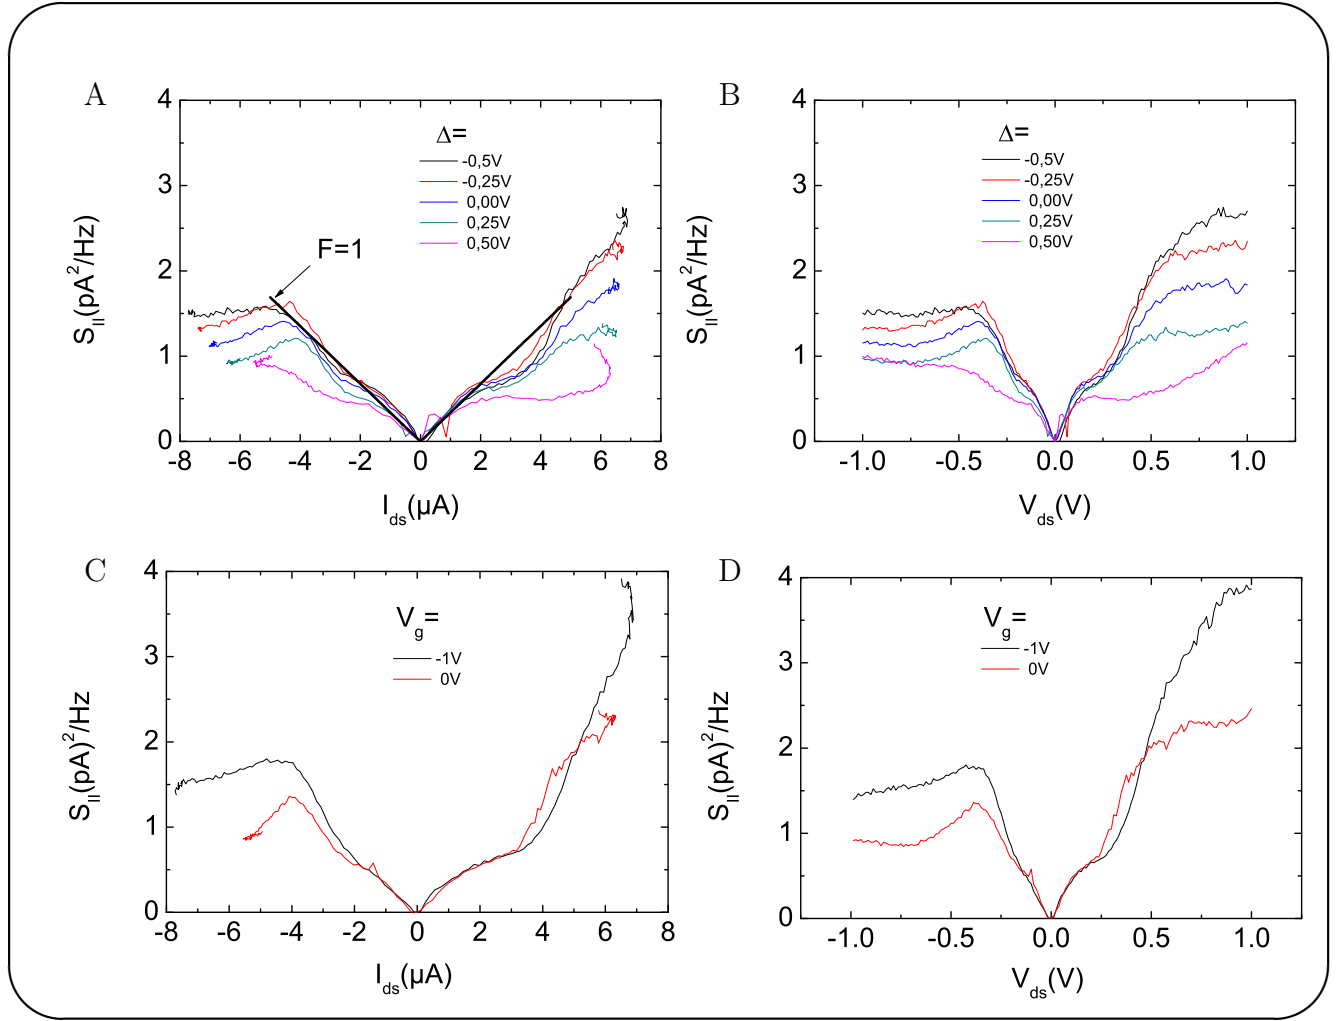 A
4
3
2
1
0
S_II(pA^2/Hz)
Δ=
-0,5V
-0,25V
0,00V
0,25V
0,50V
F=1
-8 -6 -4 -2 0 2 4 6 8
I_ds(µA)
B
4
3
2
1
0
S_II(pA^2/Hz)
Δ=
-0,5V
-0,25V
0,00V
0,25V
0,50V
-1.0 -0.5 0.0 0.5 1.0
V_ds(V)
C
4
3
2
1
0
S_II(pA)^2/Hz
V_g=
-1V
0V
-8 -6 -4 -2 0 2 4 6 8
I_ds(µA)
D
4
3
2
1
0
S_II(pA)^2/Hz
V_g=
-1V
0V
-1.0 -0.5 0.0 0.5 1.0
V_ds(V)